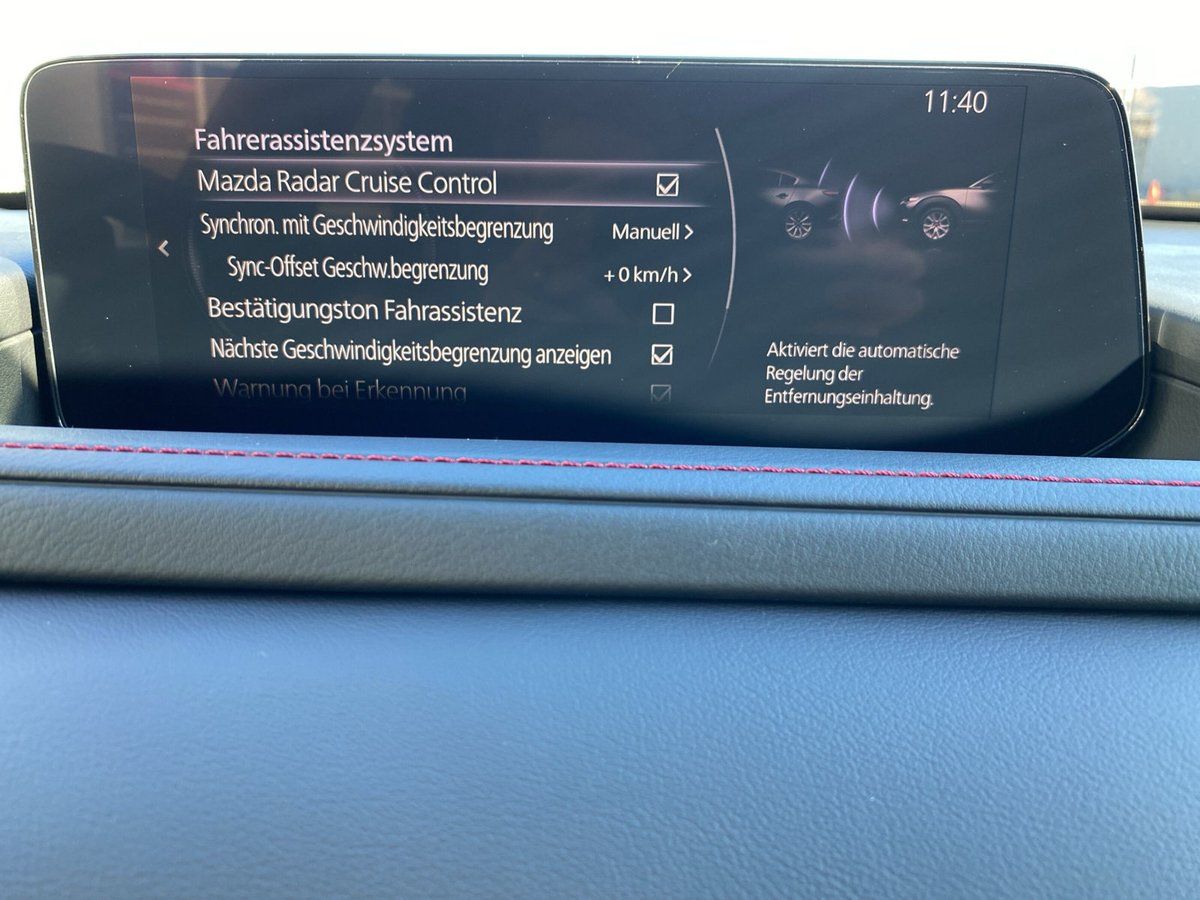 11:40
Fahrerassistenzsystem
Mazda Radar Cruise Control
Synchron. mit Geschwindigkeitsbegrenzung Manuell >
Sync-Offset Geschw.begrenzung + 0 km/h >
Bestätigungston Fahrassistenz
Nächste Geschwindigkeitsbegrenzung anzeigen
Warnung bei Erkennung
Aktiviert die automatische
Regelung der
Entfernungseinhaltung.